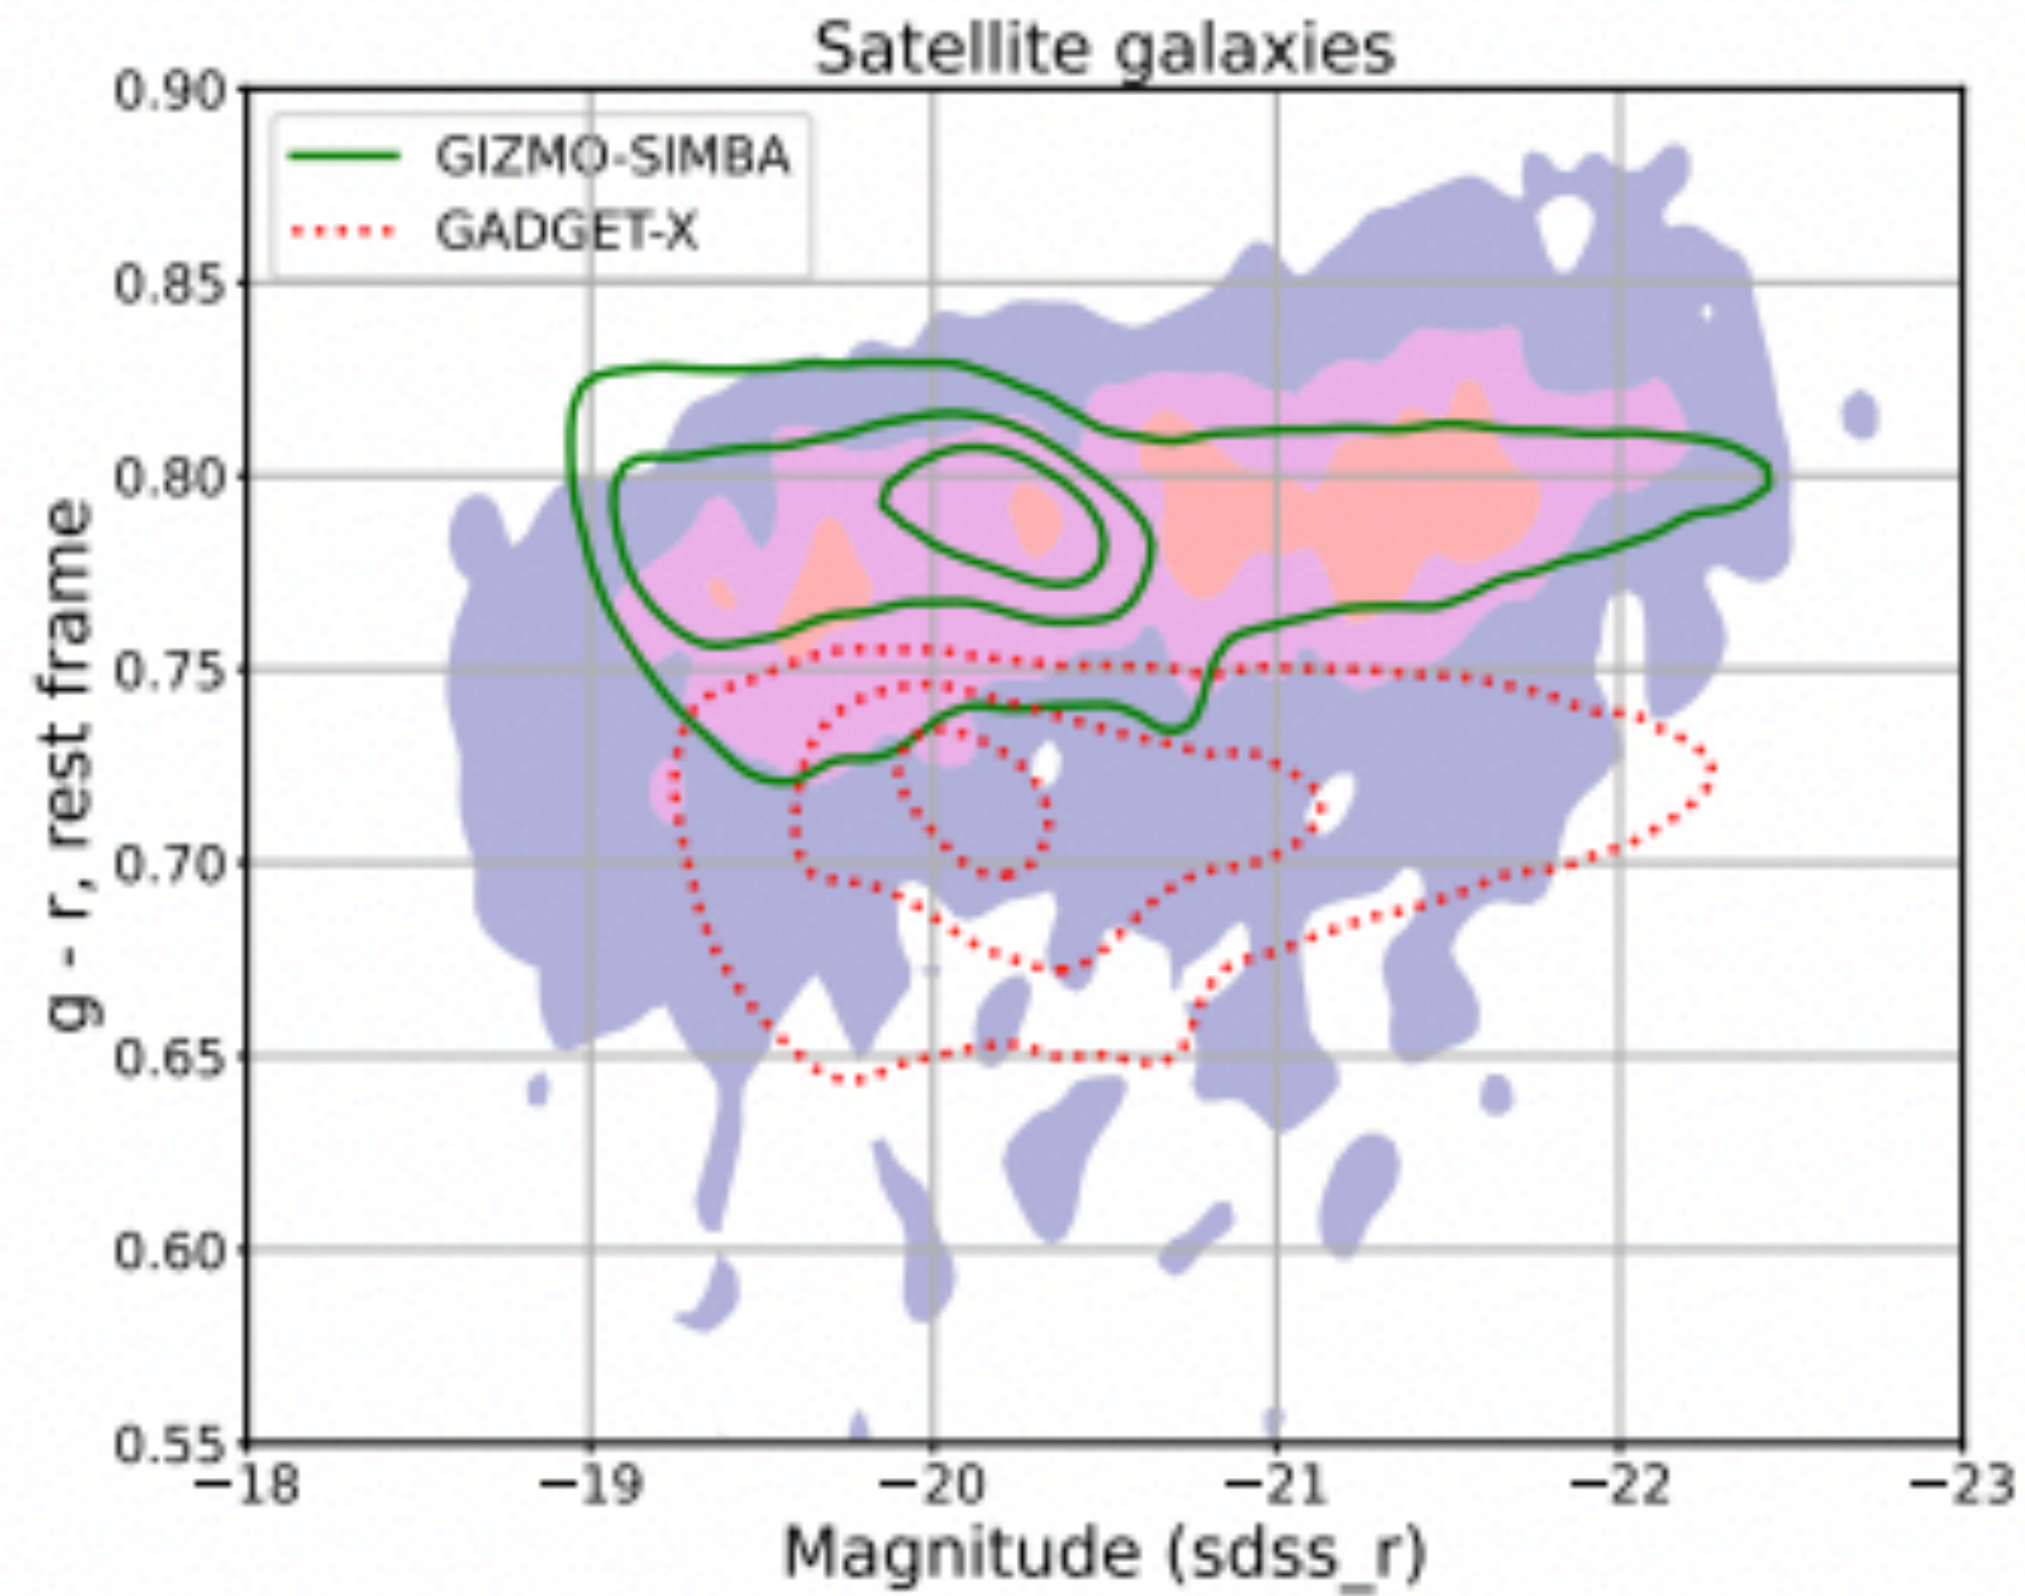 Satellite galaxies
GIZMO-SIMBA
GADGET-X
g - r, rest frame
0.90
0.85
0.80
0.75
0.70
0.65
0.60
0.55
−18
−19
−20
−21
−22
−23
Magnitude (sdss_r)